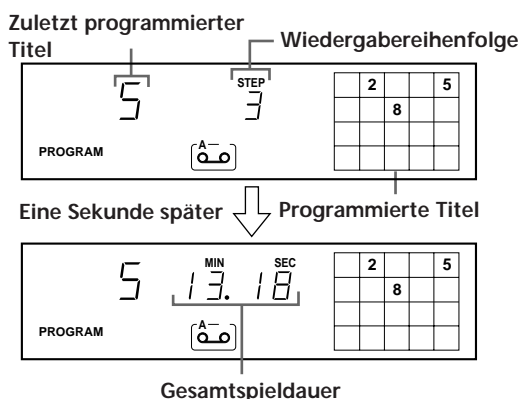 Zuletzt programmierter
Titel
Wiedergabereihenfolge
STEP
5 3
2 5
8
PROGRAM
A
Eine Sekunde später
Programmierte Titel
MIN SEC
5 13. 18
2 5
8
PROGRAM
A
Gesamtspieldauer